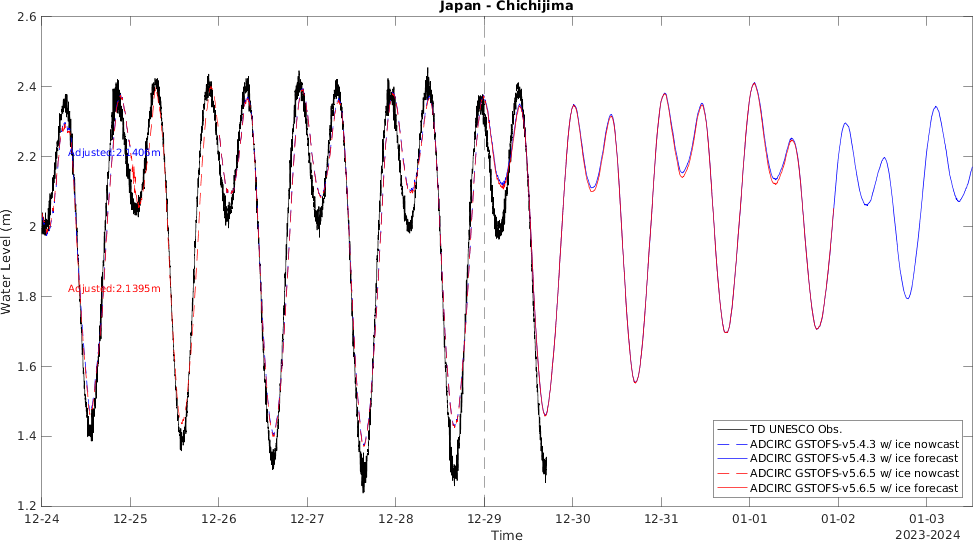 Japan - Chichijima
2.6
2.4
2.2
2
1.8
1.6
1.4
1.2
Water Level (m)
Adjusted:2.1406m
Adjusted:2.1395m
TD UNESCO Obs.
ADCIRC GSTOFS-v5.4.3 w/ ice nowcast
ADCIRC GSTOFS-v5.4.3 w/ ice forecast
ADCIRC GSTOFS-v5.6.5 w/ ice nowcast
ADCIRC GSTOFS-v5.6.5 w/ ice forecast
12-24 12-25 12-26 12-27 12-28 12-29 12-30 12-31 01-01 01-02 01-03
Time
2023-2024